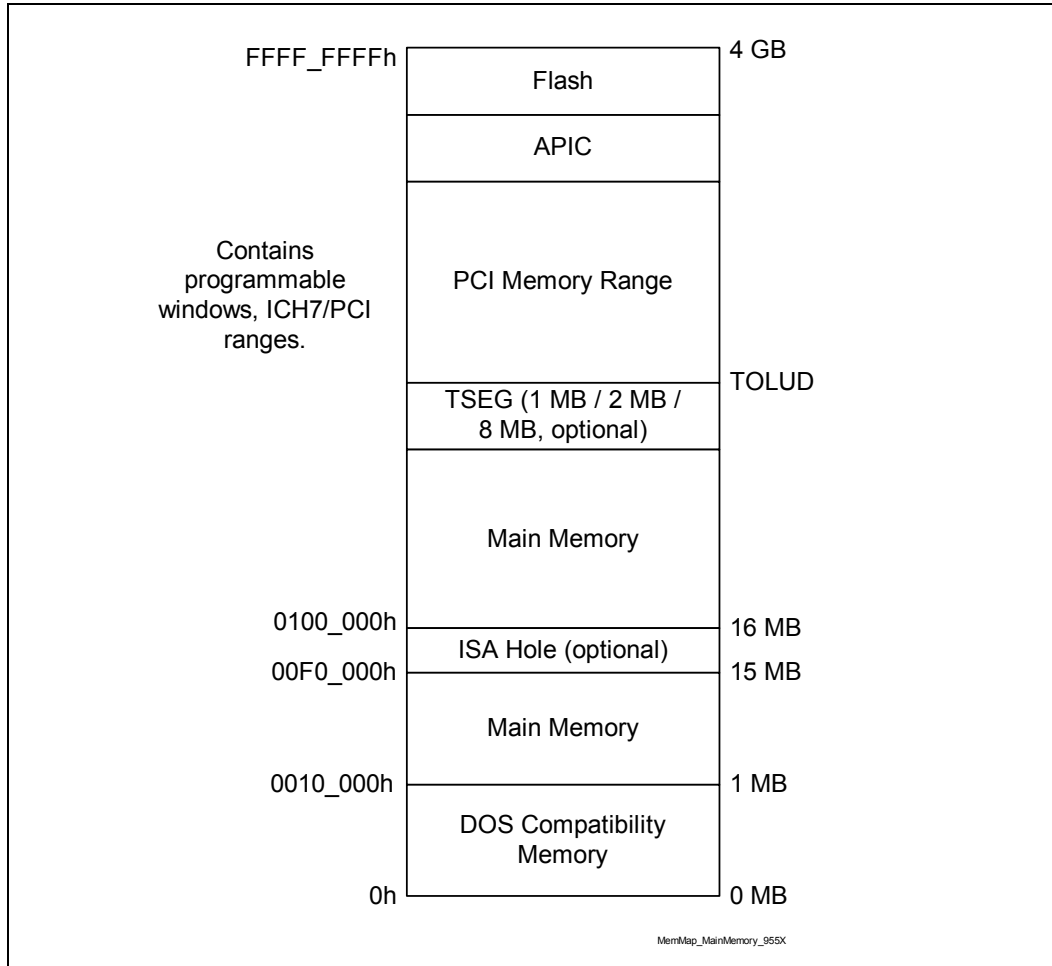 FFFF_FFFFh
4 GB
Flash
APIC
Contains
programmable
windows, ICH7/PCI
ranges.
PCI Memory Range
TOLUD
TSEG (1 MB / 2 MB /
8 MB, optional)
Main Memory
0100_000h
16 MB
ISA Hole (optional)
00F0_000h
15 MB
Main Memory
0010_000h
1 MB
DOS Compatibility
Memory
0h
0 MB
MemMap_MainMemory_955X